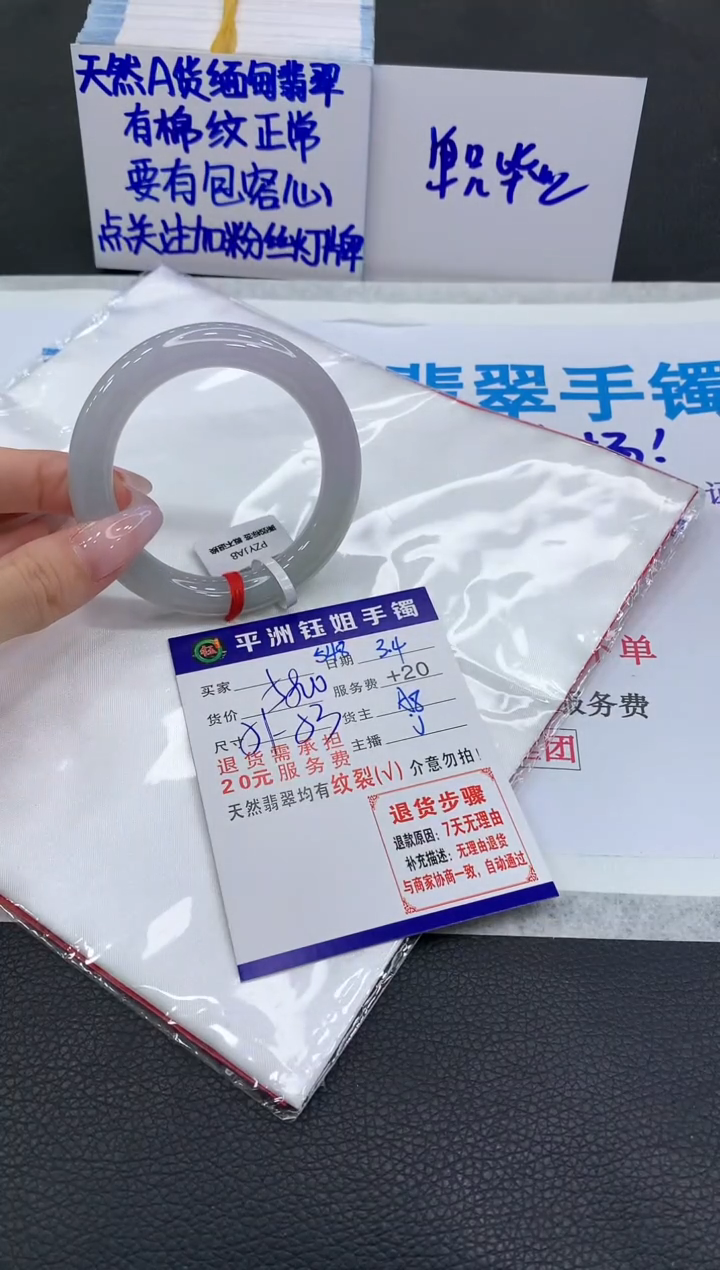 天然A货缅甸翡翠
有棉纹正常
要有包容心
点关注加粉丝灯牌
翡翠手镯
场!
PZYJA8
平洲钰姐手镯
买家
日期 3.4
货价 5800
服务费 +20
尺寸
货主 A8
主播
退货需承担
20元服务费
天然翡翠均有纹裂(√) 介意勿拍!
退货步骤
退款原因: 7天无理由
补充描述: 无理由退货
与商家协商一致, 自动通过
单
服务费
团